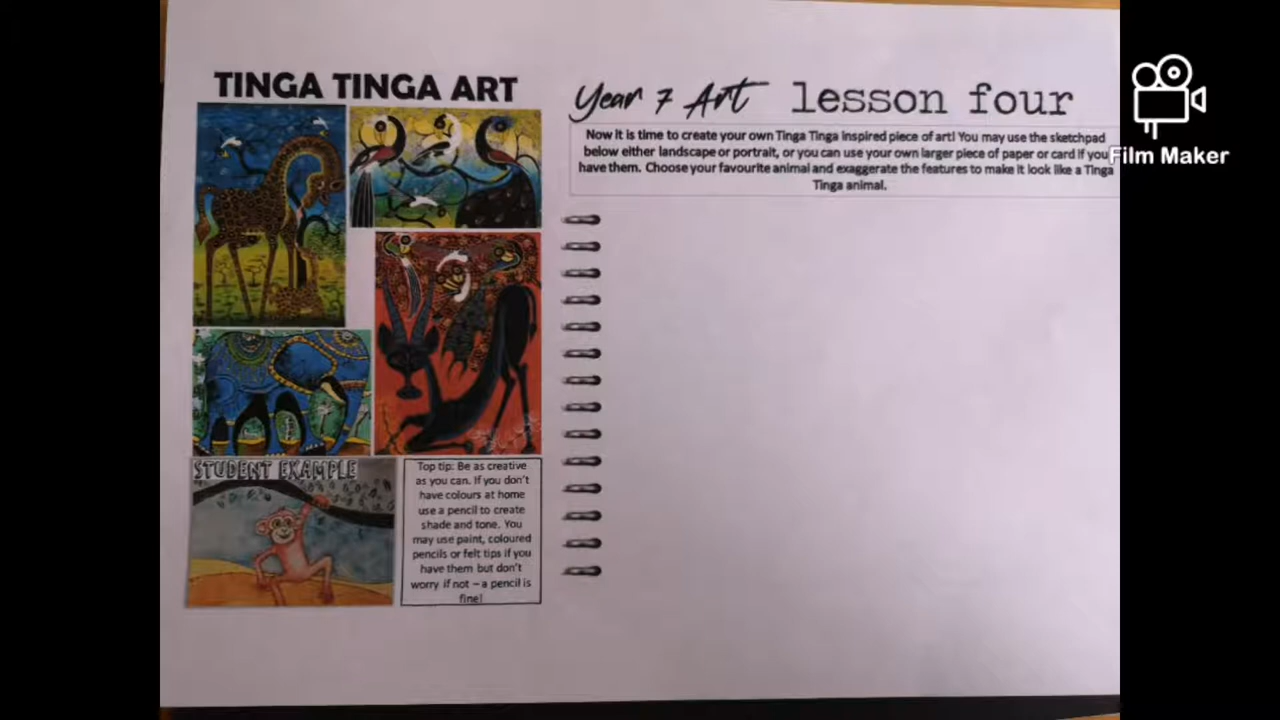 TINGA TINGA ART
STUDENT EXAMPLE
Top tip: Be as creative
as you can. If you don't
have colours at home
use a pencil to create
shade and tone. You
may use paint, coloured
pencils or felt tips if you
have them but don't
worry if not – a pencil is
fine!
Year 7 Art lesson four
Now it is time to create your own Tinga Tinga inspired piece of art! You may use the sketchpad
below either landscape or portrait, or you can use your own larger piece of paper or card if you
have them. Choose your favourite animal and exaggerate the features to make it look like a Tinga
Tinga animal.
Film Maker